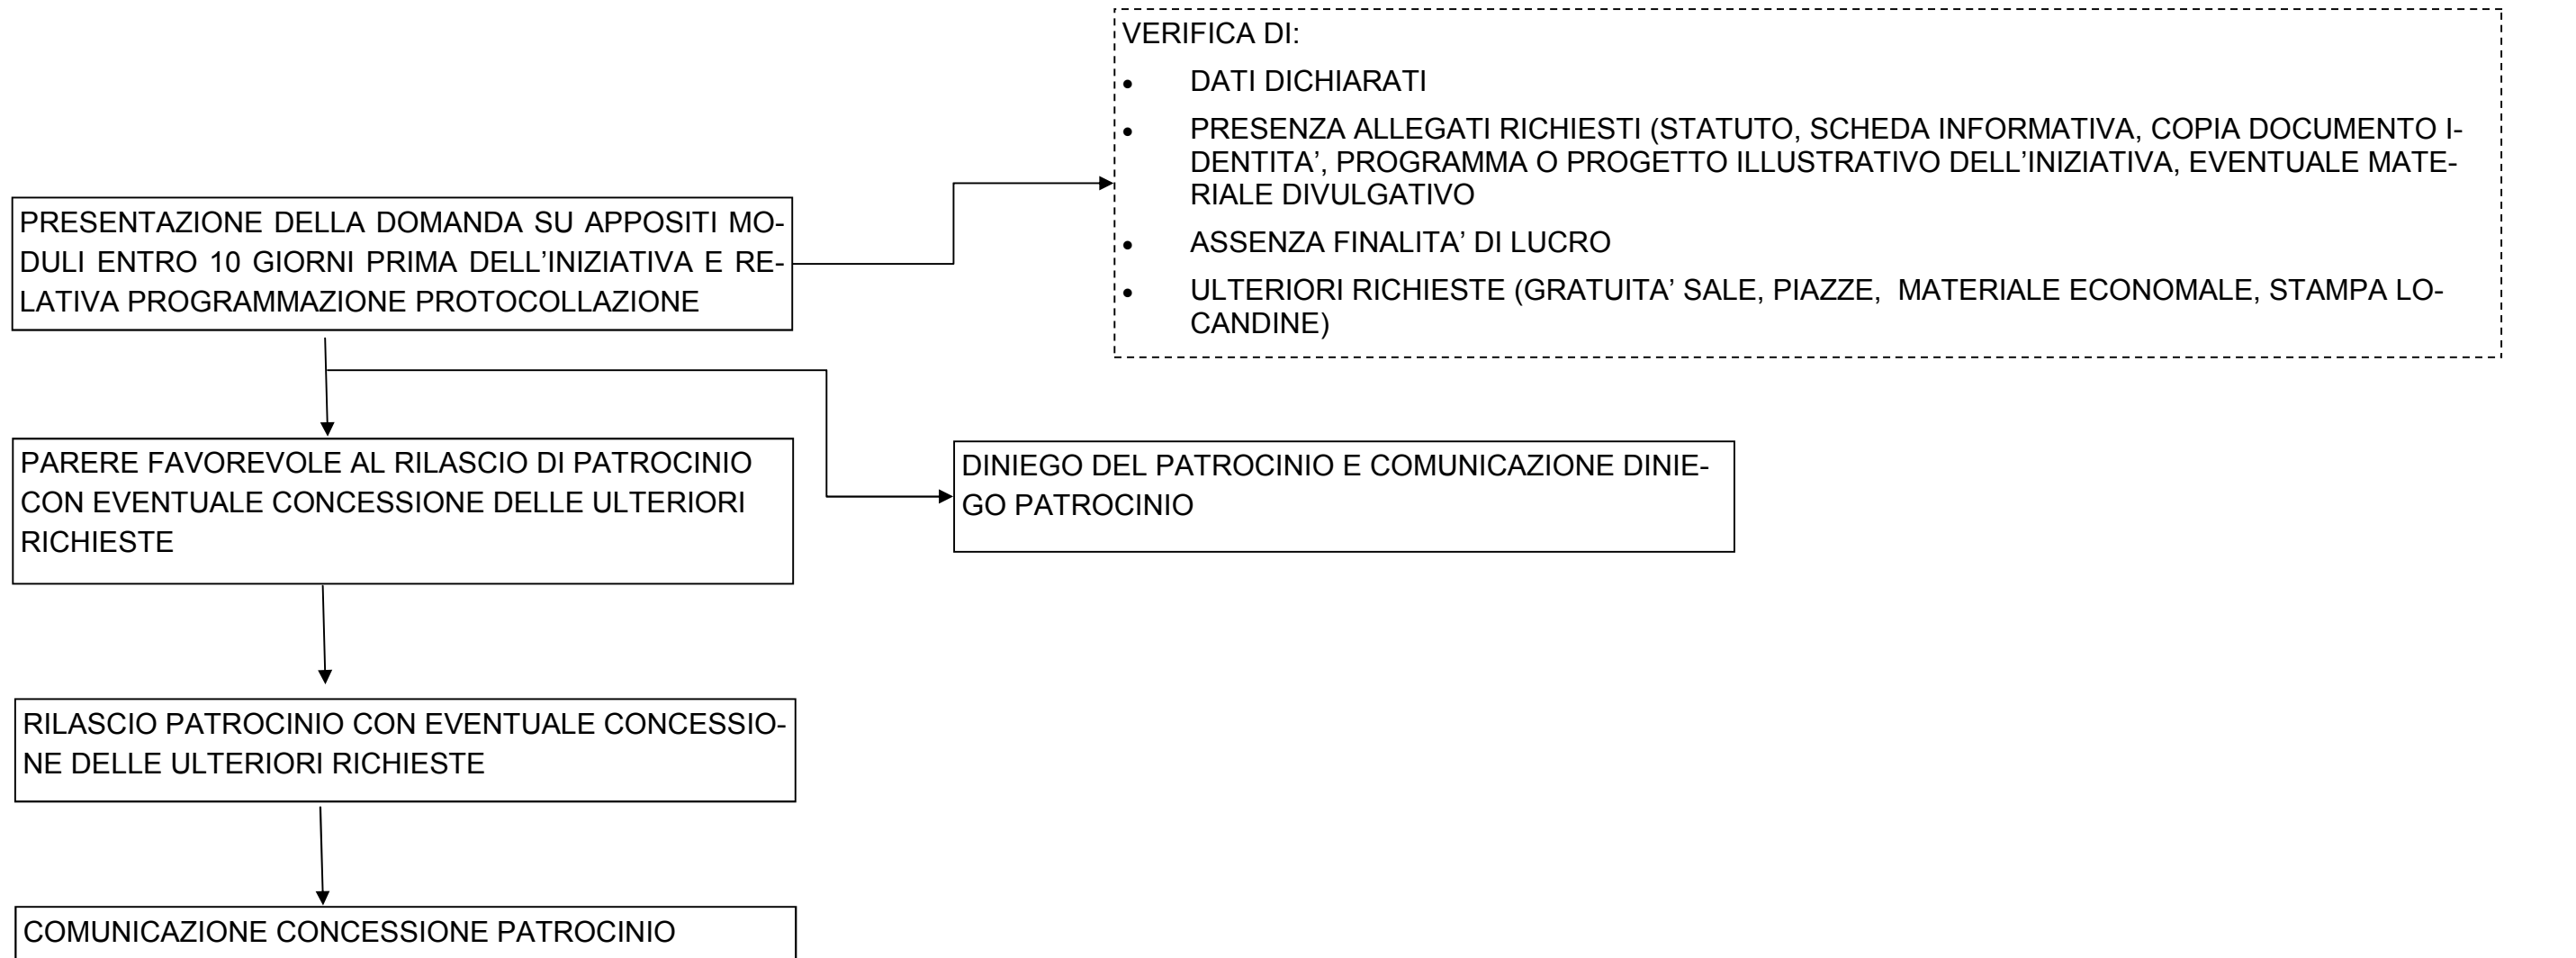 VERIFICA DI:
• DATI DICHIARATI
• PRESENZA ALLEGATI RICHIESTI (STATUTO, SCHEDA INFORMATIVA, COPIA DOCUMENTO I-
DENTITA’, PROGRAMMA O PROGETTO ILLUSTRATIVO DELL’INIZIATIVA, EVENTUALE MATE-
RIALE DIVULGATIVO
• ASSENZA FINALITA’ DI LUCRO
• ULTERIORI RICHIESTE (GRATUITA’ SALE, PIAZZE, MATERIALE ECONOMALE, STAMPA LO-
CANDINE)
PRESENTAZIONE DELLA DOMANDA SU APPOSITI MO-
DULI ENTRO 10 GIORNI PRIMA DELL’INIZIATIVA E RE-
LATIVA PROGRAMMAZIONE PROTOCOLLAZIONE
PARERE FAVOREVOLE AL RILASCIO DI PATROCINIO
CON EVENTUALE CONCESSIONE DELLE ULTERIORI
RICHIESTE
DINIEGO DEL PATROCINIO E COMUNICAZIONE DINIE-
GO PATROCINIO
RILASCIO PATROCINIO CON EVENTUALE CONCESSIO-
NE DELLE ULTERIORI RICHIESTE
COMUNICAZIONE CONCESSIONE PATROCINIO